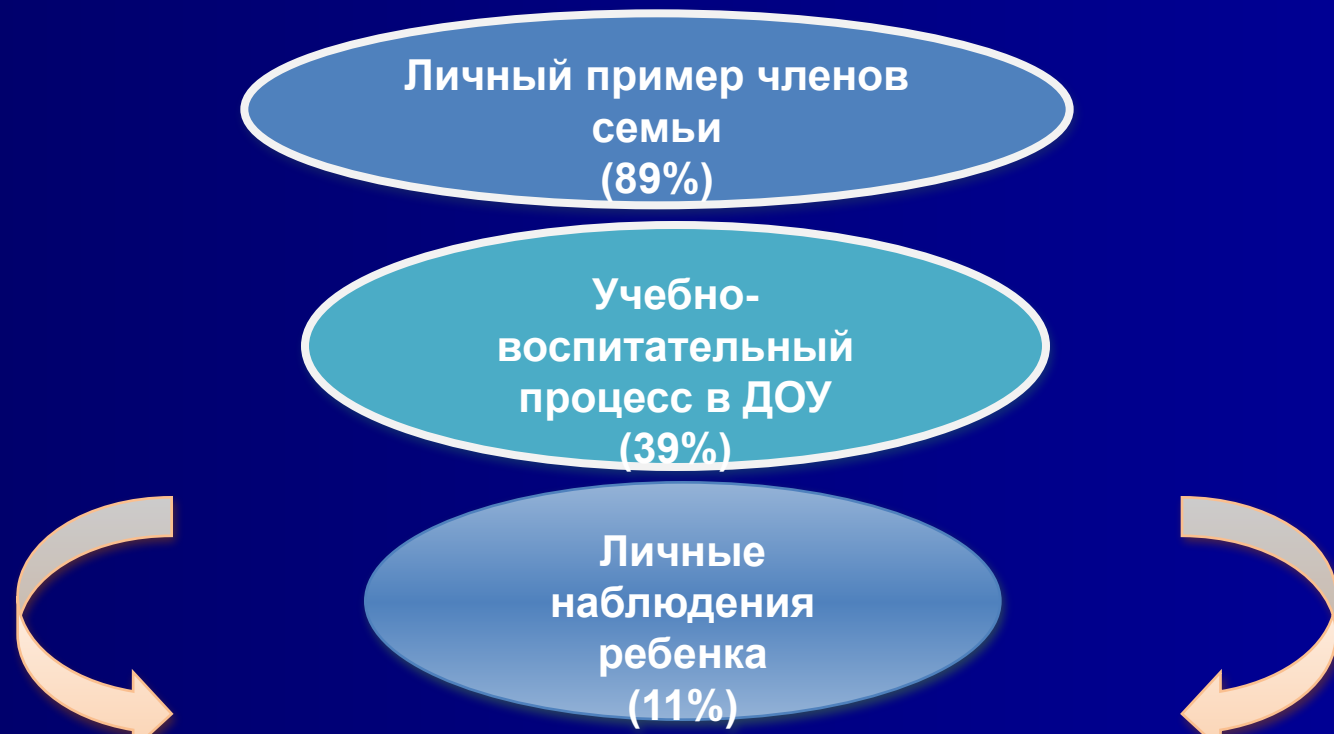 Личный пример членов
семьи
(89%)
Учебно-
воспитательный
процесс в ДОУ
(39%)
Личные
наблюдения
ребенка
(11%)